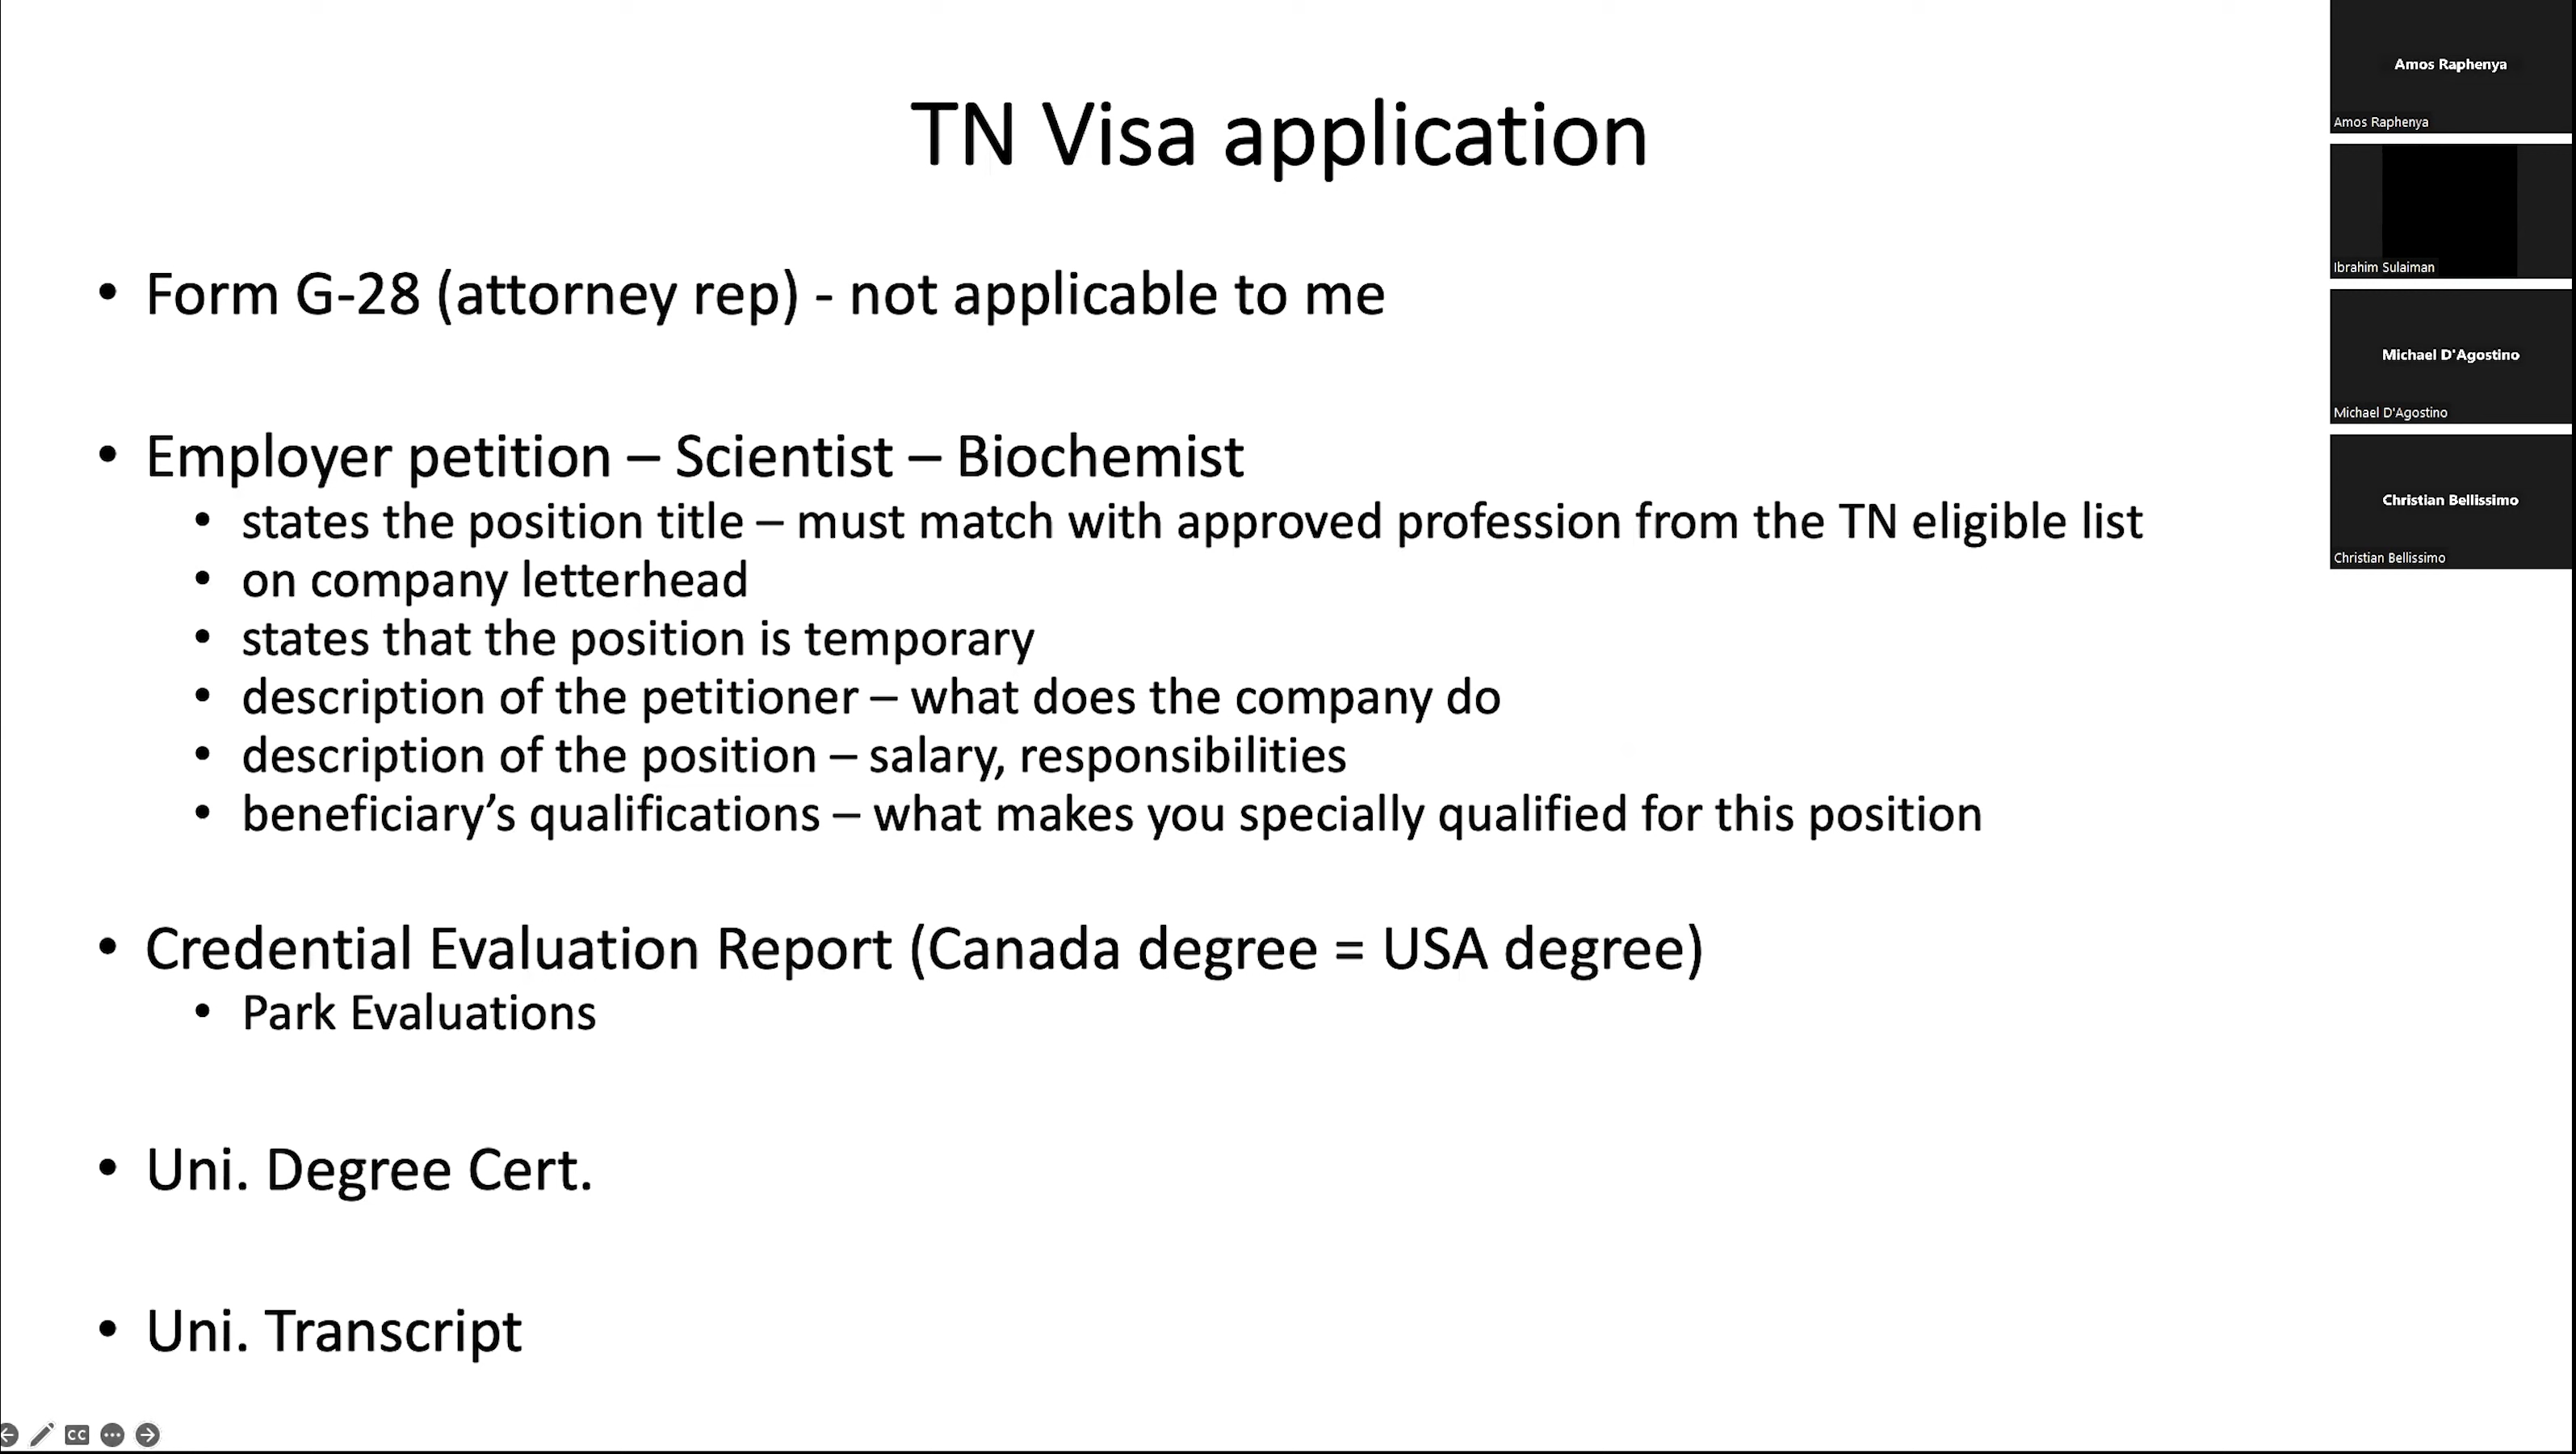 TN Visa application
• Form G-28 (attorney rep) - not applicable to me
• Employer petition – Scientist – Biochemist
• states the position title – must match with approved profession from the TN eligible list
• on company letterhead
• states that the position is temporary
• description of the petitioner – what does the company do
• description of the position – salary, responsibilities
• beneficiary’s qualifications – what makes you specially qualified for this position
• Credential Evaluation Report (Canada degree = USA degree)
• Park Evaluations
• Uni. Degree Cert.
• Uni. Transcript
Amos Raphenya
Amos Raphenya
Ibrahim Sulaiman
Michael D'Agostino
Michael D'Agostino
Christian Bellissimo
Christian Bellissimo
CC